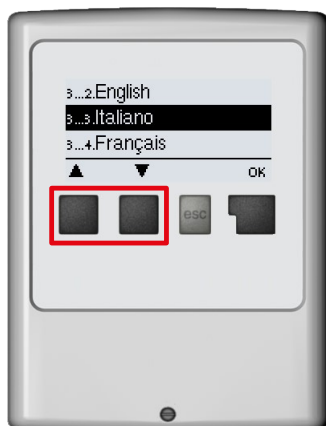 3...2.English
3...3.Italiano
3...4.Français
▲ ▼ OK
esc